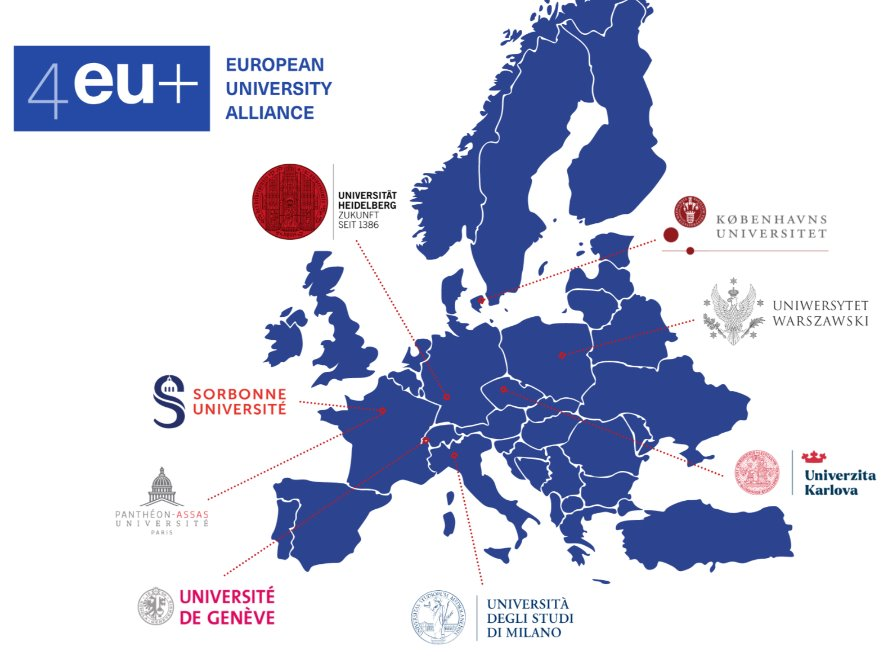 4eu+
EUROPEAN
UNIVERSITY
ALLIANCE
UNIVERSITÄT
HEIDELBERG
ZUKUNFT
SEIT 1386
KØBENHAVNS
UNIVERSITET
UNIWERSYTET
WARSZAWSKI
SORBONNE
UNIVERSITÉ
Univerzita
Karlova
PANTHÉON-ASSAS
UNIVERSITÉ
PARIS
UNIVERSITÉ
DE GENÈVE
UNIVERSITÀ
DEGLI STUDI
DI MILANO